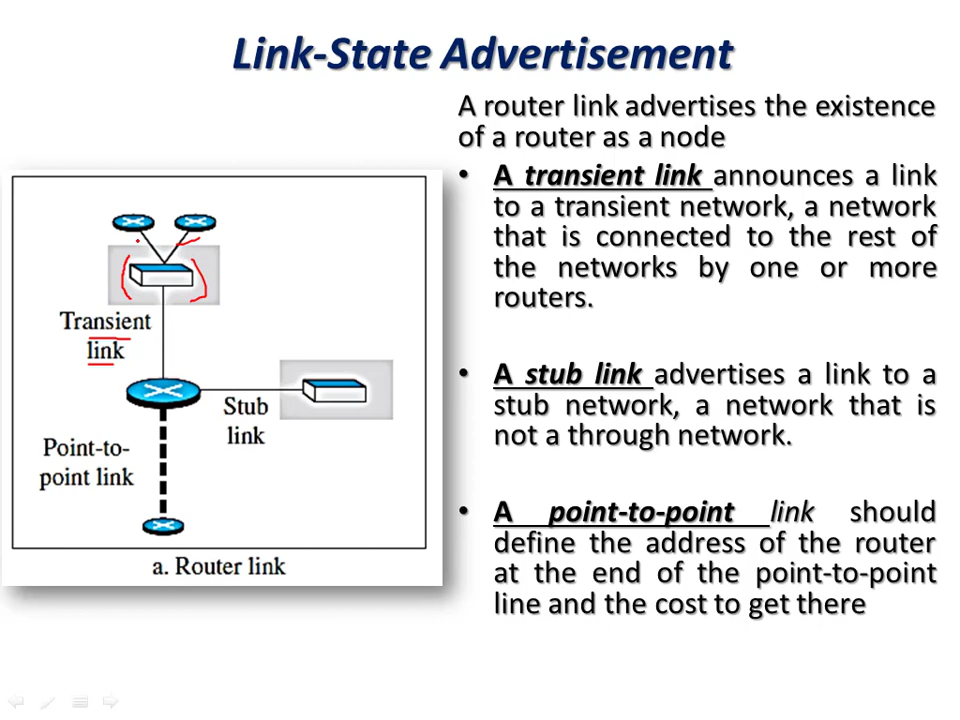 Link-State Advertisement
A router link advertises the existence
of a router as a node
• A transient link announces a link
to a transient network, a network
that is connected to the rest of
the networks by one or more
routers.
• A stub link advertises a link to a
stub network, a network that is
not a through network.
• A point-to-point link should
define the address of the router
at the end of the point-to-point
line and the cost to get there
Transient
link
Stub
link
Point-to-
point link
a. Router link